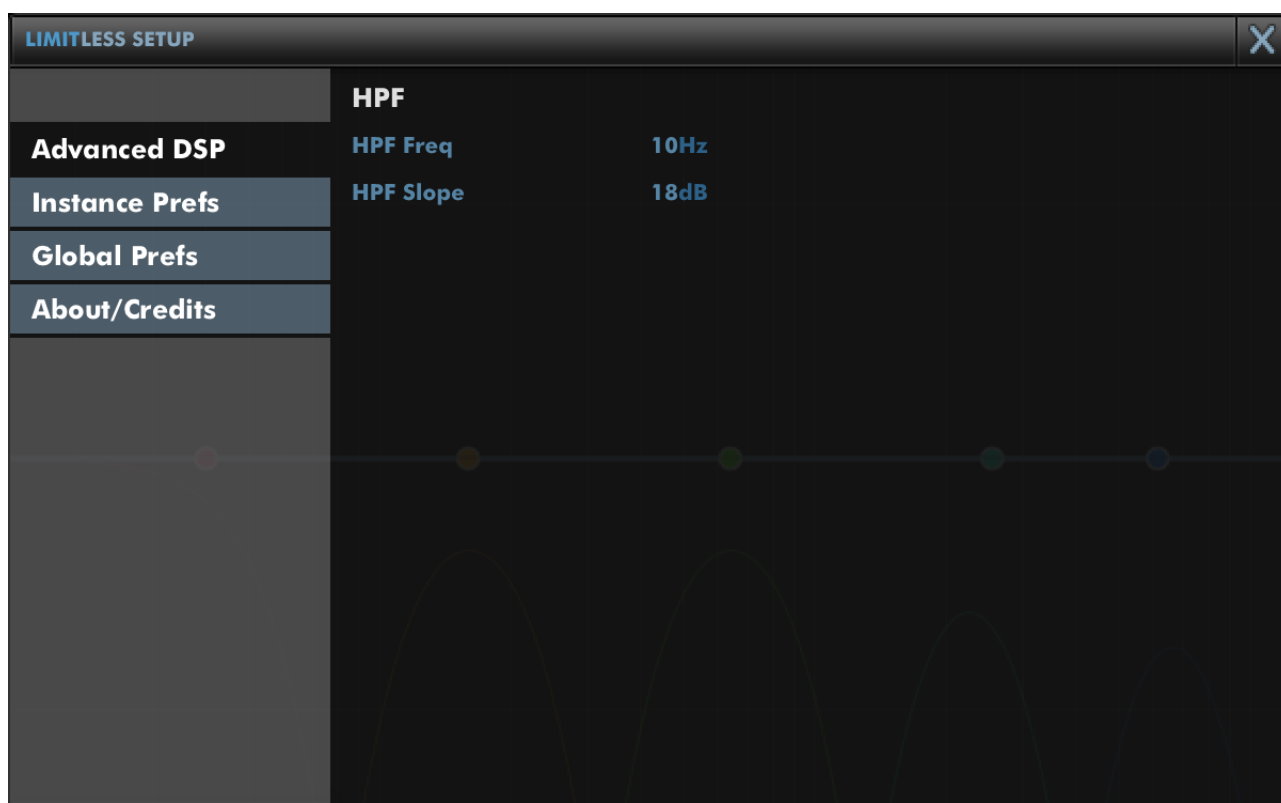 LIMITLESS SETUP X
HPF
Advanced DSP
HPF Freq 10Hz
Instance Prefs
HPF Slope 18dB
Global Prefs
About/Credits